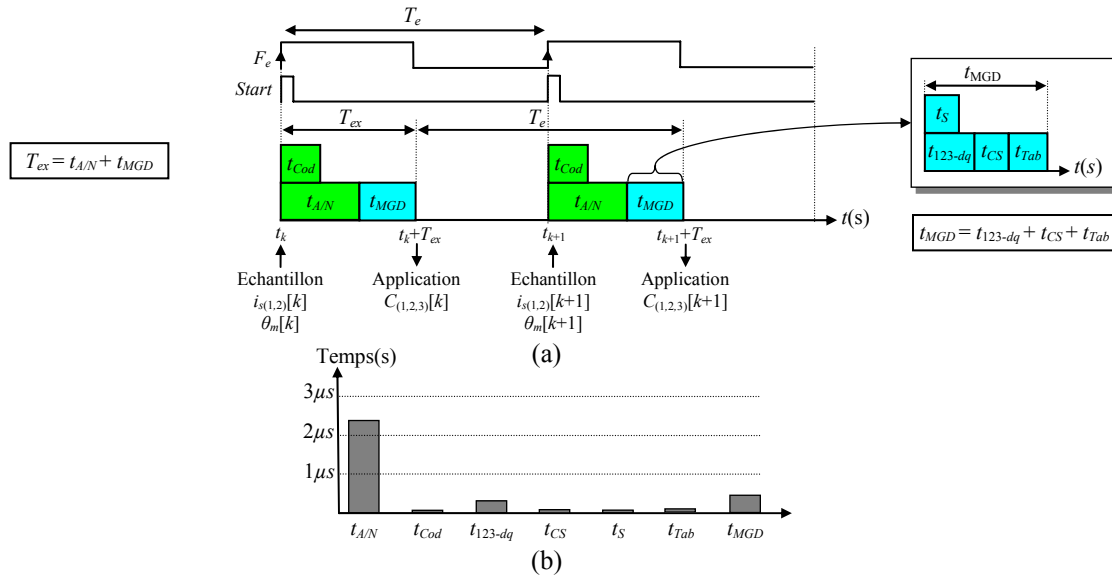 T_e
F_e
Start
T_ex
T_e
T_ex = t_A/N + t_MGD
t_Cod
t_A/N
t_MGD
t_Cod
t_A/N
t_MGD
t(s)
t_k
t_k+T_ex
t_k+1
t_k+1+T_ex
Echantillon
i_s(1,2)[k]
θ_m[k]
Application
C_(1,2,3)[k]
Echantillon
i_s(1,2)[k+1]
θ_m[k+1]
Application
C_(1,2,3)[k+1]
t_MGD
t_S
t_123-dq
t_CS
t_Tab
t(s)
t_MGD = t_123-dq + t_CS + t_Tab
(a)
Temps(s)
3µs
2µs
1µs
t_A/N
t_Cod
t_123-dq
t_CS
t_S
t_Tab
t_MGD
(b)